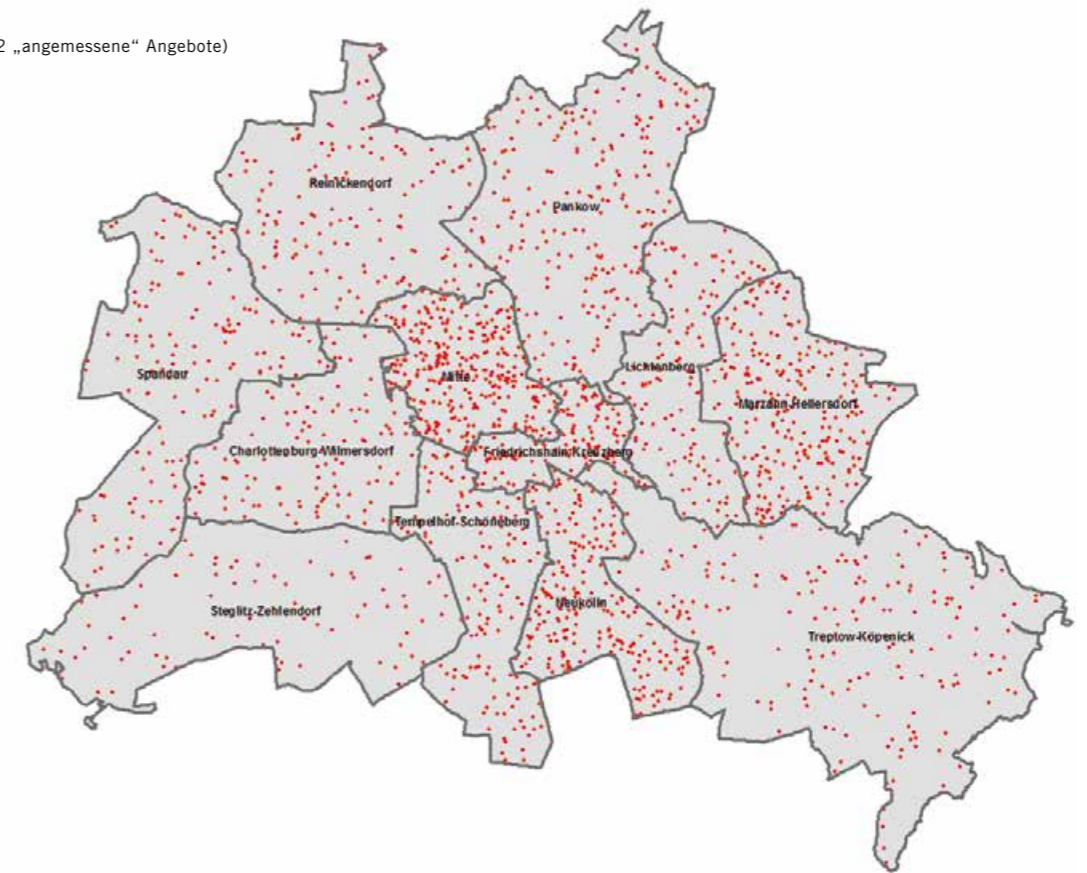 2 „angemessene“ Angebote)
Reinickendorf
Pankow
Spandau
Mitte
Lichtenberg
Marzahn-Hellersdorf
Charlottenburg-Wilmersdorf
Friedrichshain-Kreuzberg
Tempelhof-Schöneberg
Neukölln
Steglitz-Zehlendorf
Treptow-Köpenick